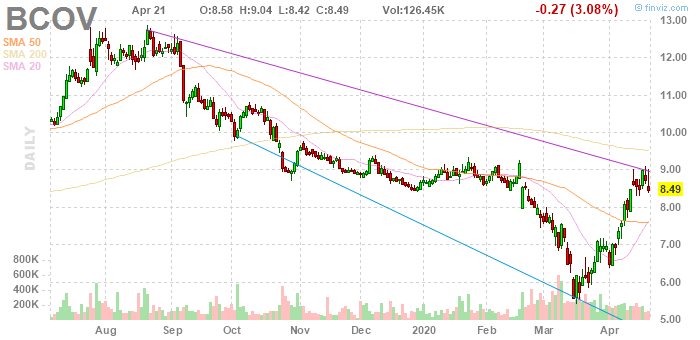 BCOV Apr 21 O:8.58 H:9.04 L:8.42 C:8.49 Vol:126.45K -0.27 (3.08%) finviz.com
SMA 50
SMA 200
SMA 20
DAILY
13.00
12.00
11.00
10.00
9.00
8.49
8.00
7.00
6.00
5.00
800K
600K
400K
200K
Aug Sep Oct Nov Dec 2020 Feb Mar Apr